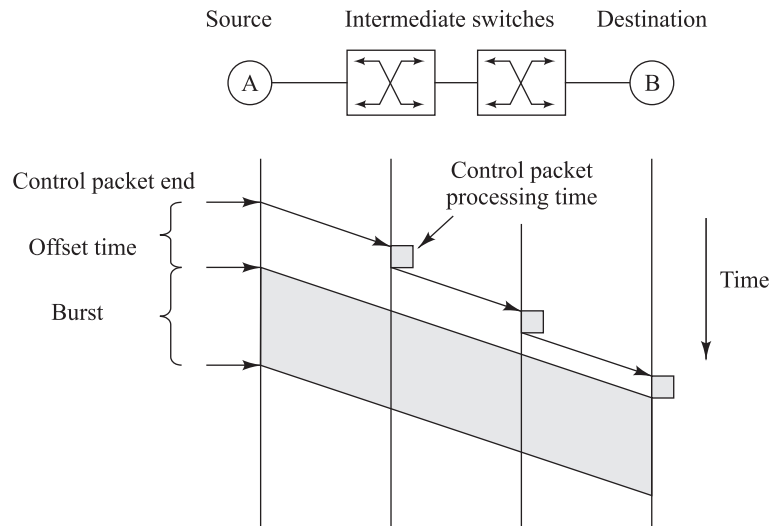 Source
Intermediate switches
Destination
A
B
Control packet end
Control packet
processing time
Offset time
Burst
Time